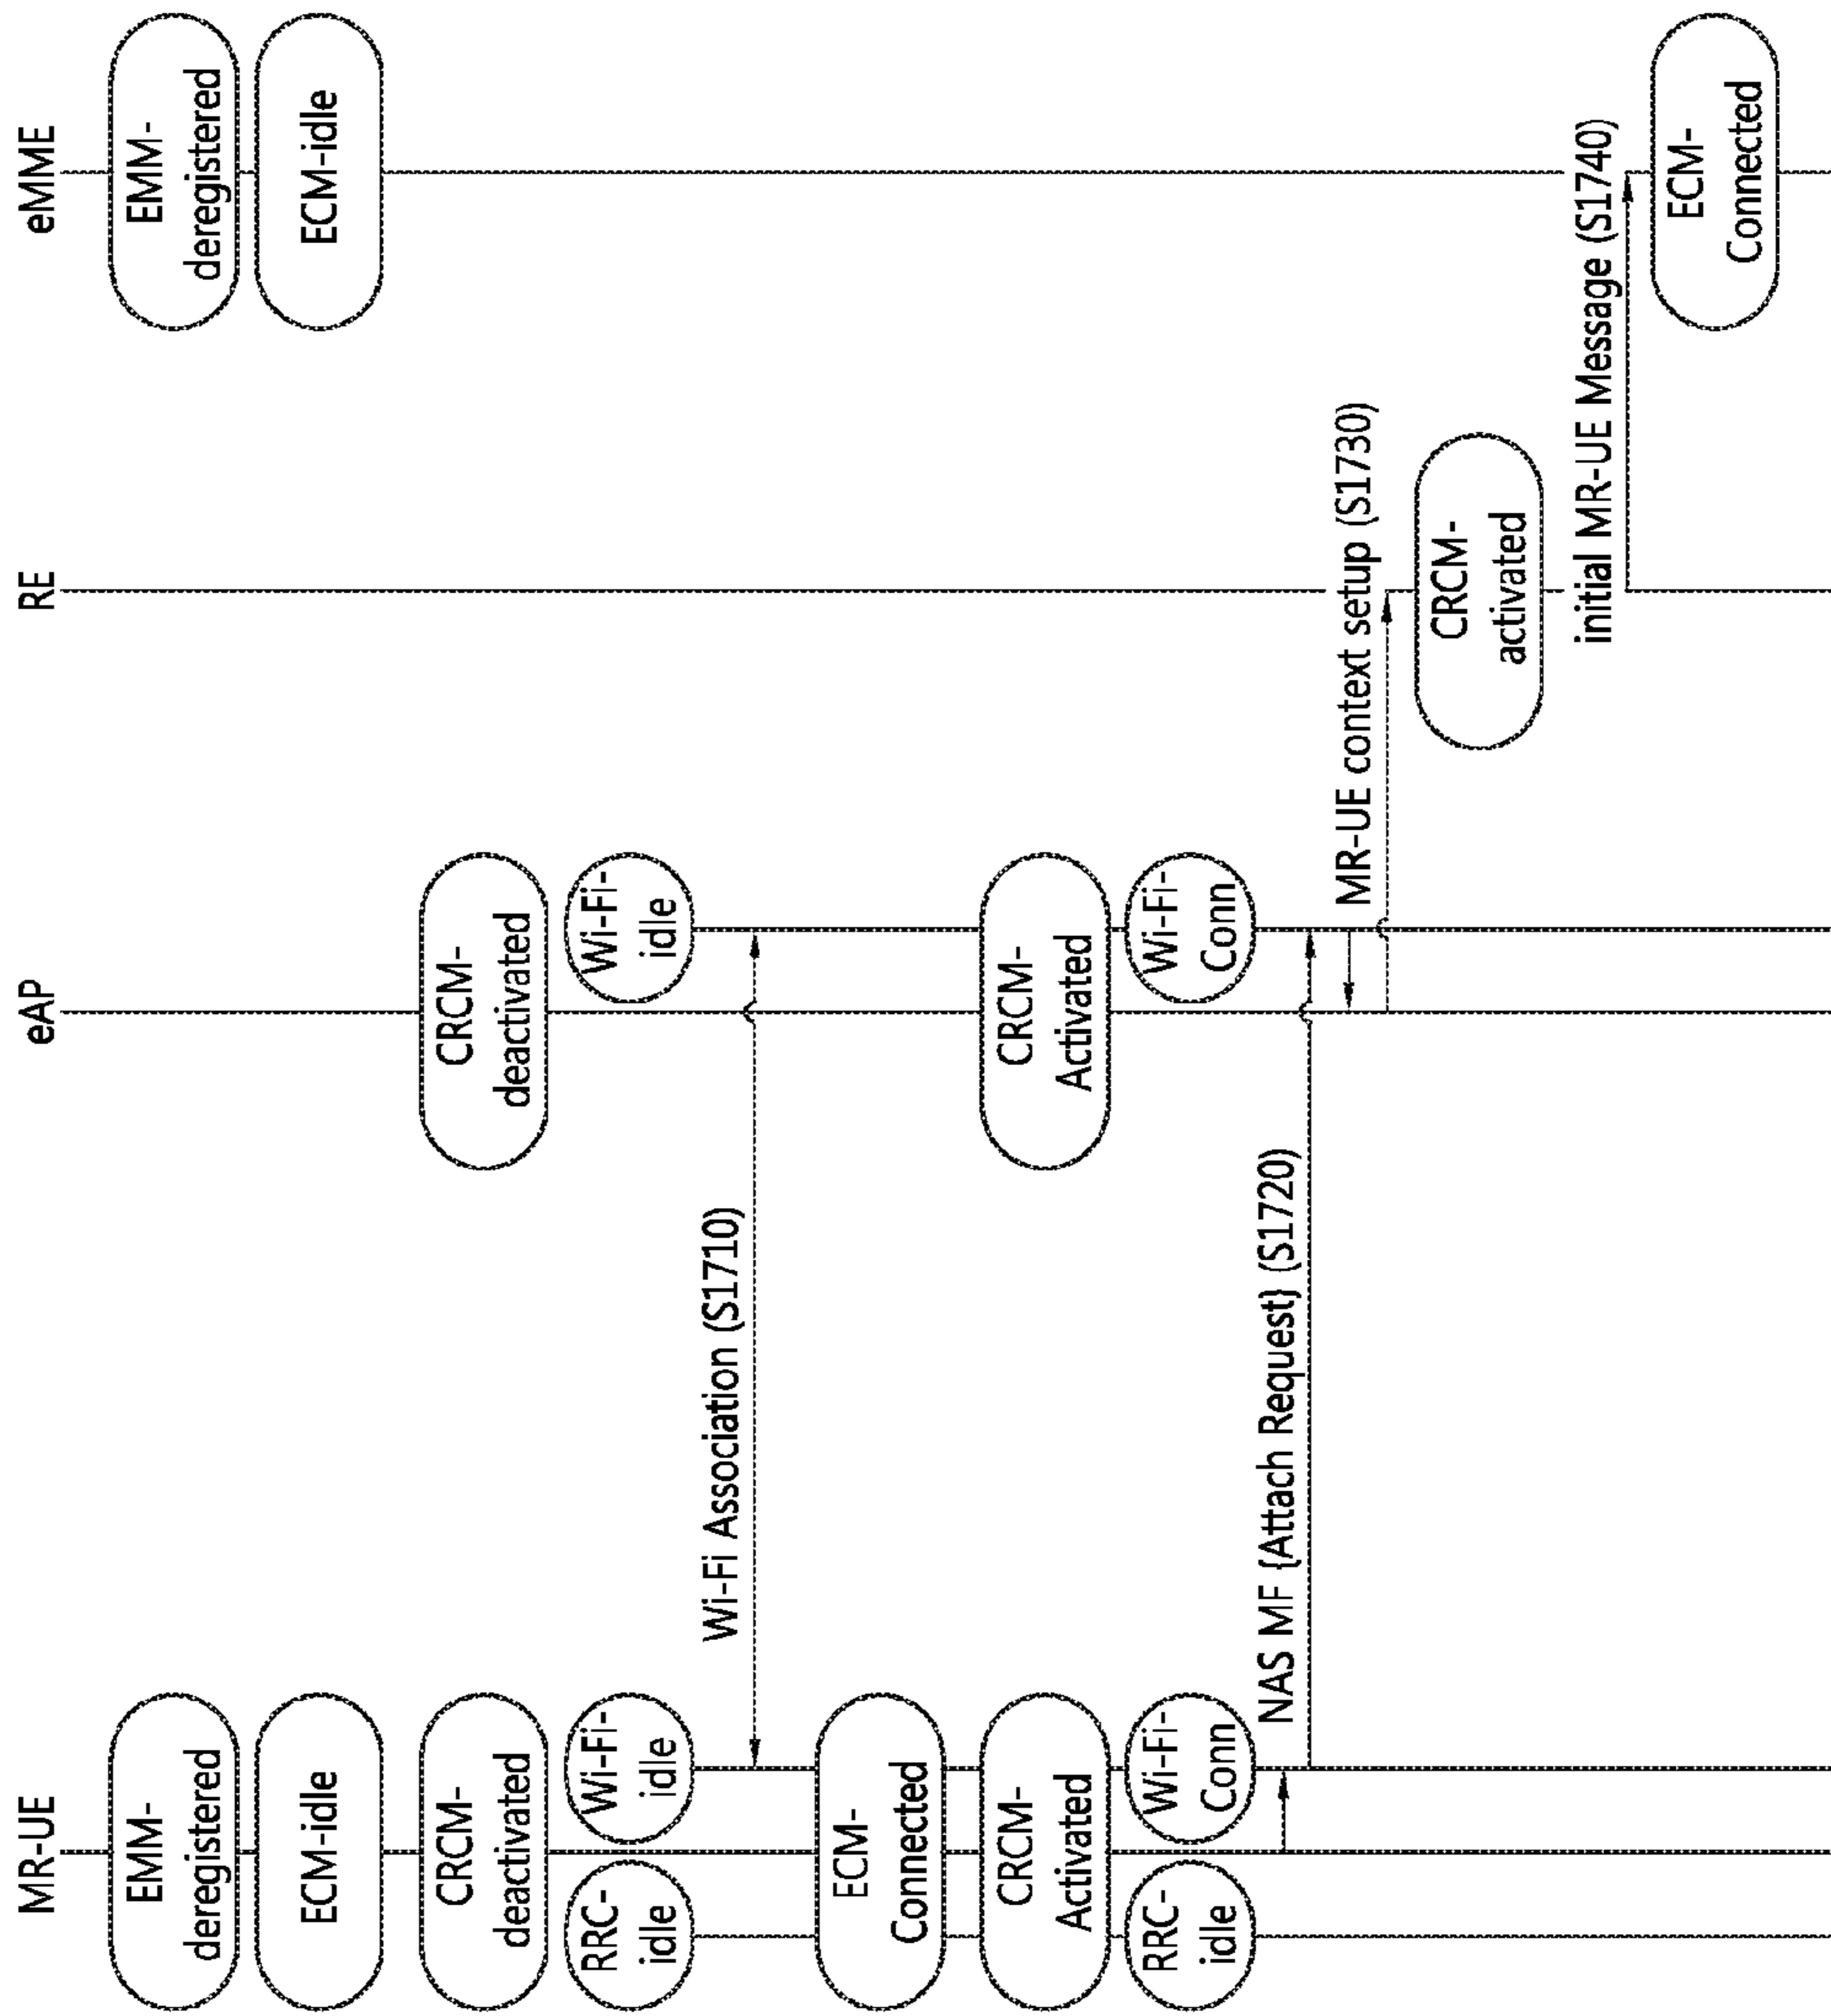 MR-UE
eAP
RE
eMME
EMM-
deregistered
EMM-
deregistered
ECM-idle
ECM-idle
CRCM-
deactivated
CRCM-
deactivated
RRC-
idle
Wi-Fi-
idle
Wi-Fi-
idle
Wi-Fi Association (S1710)
ECM-
Connected
CRCM-
Activated
CRCM-
Activated
RRC-
idle
Wi-Fi-
Conn
Wi-Fi-
Conn
NAS MF {Attach Request} (S1720)
MR-UE context setup (S1730)
CRCM-
activated
initial MR-UE Message (S1740)
ECM-
Connected